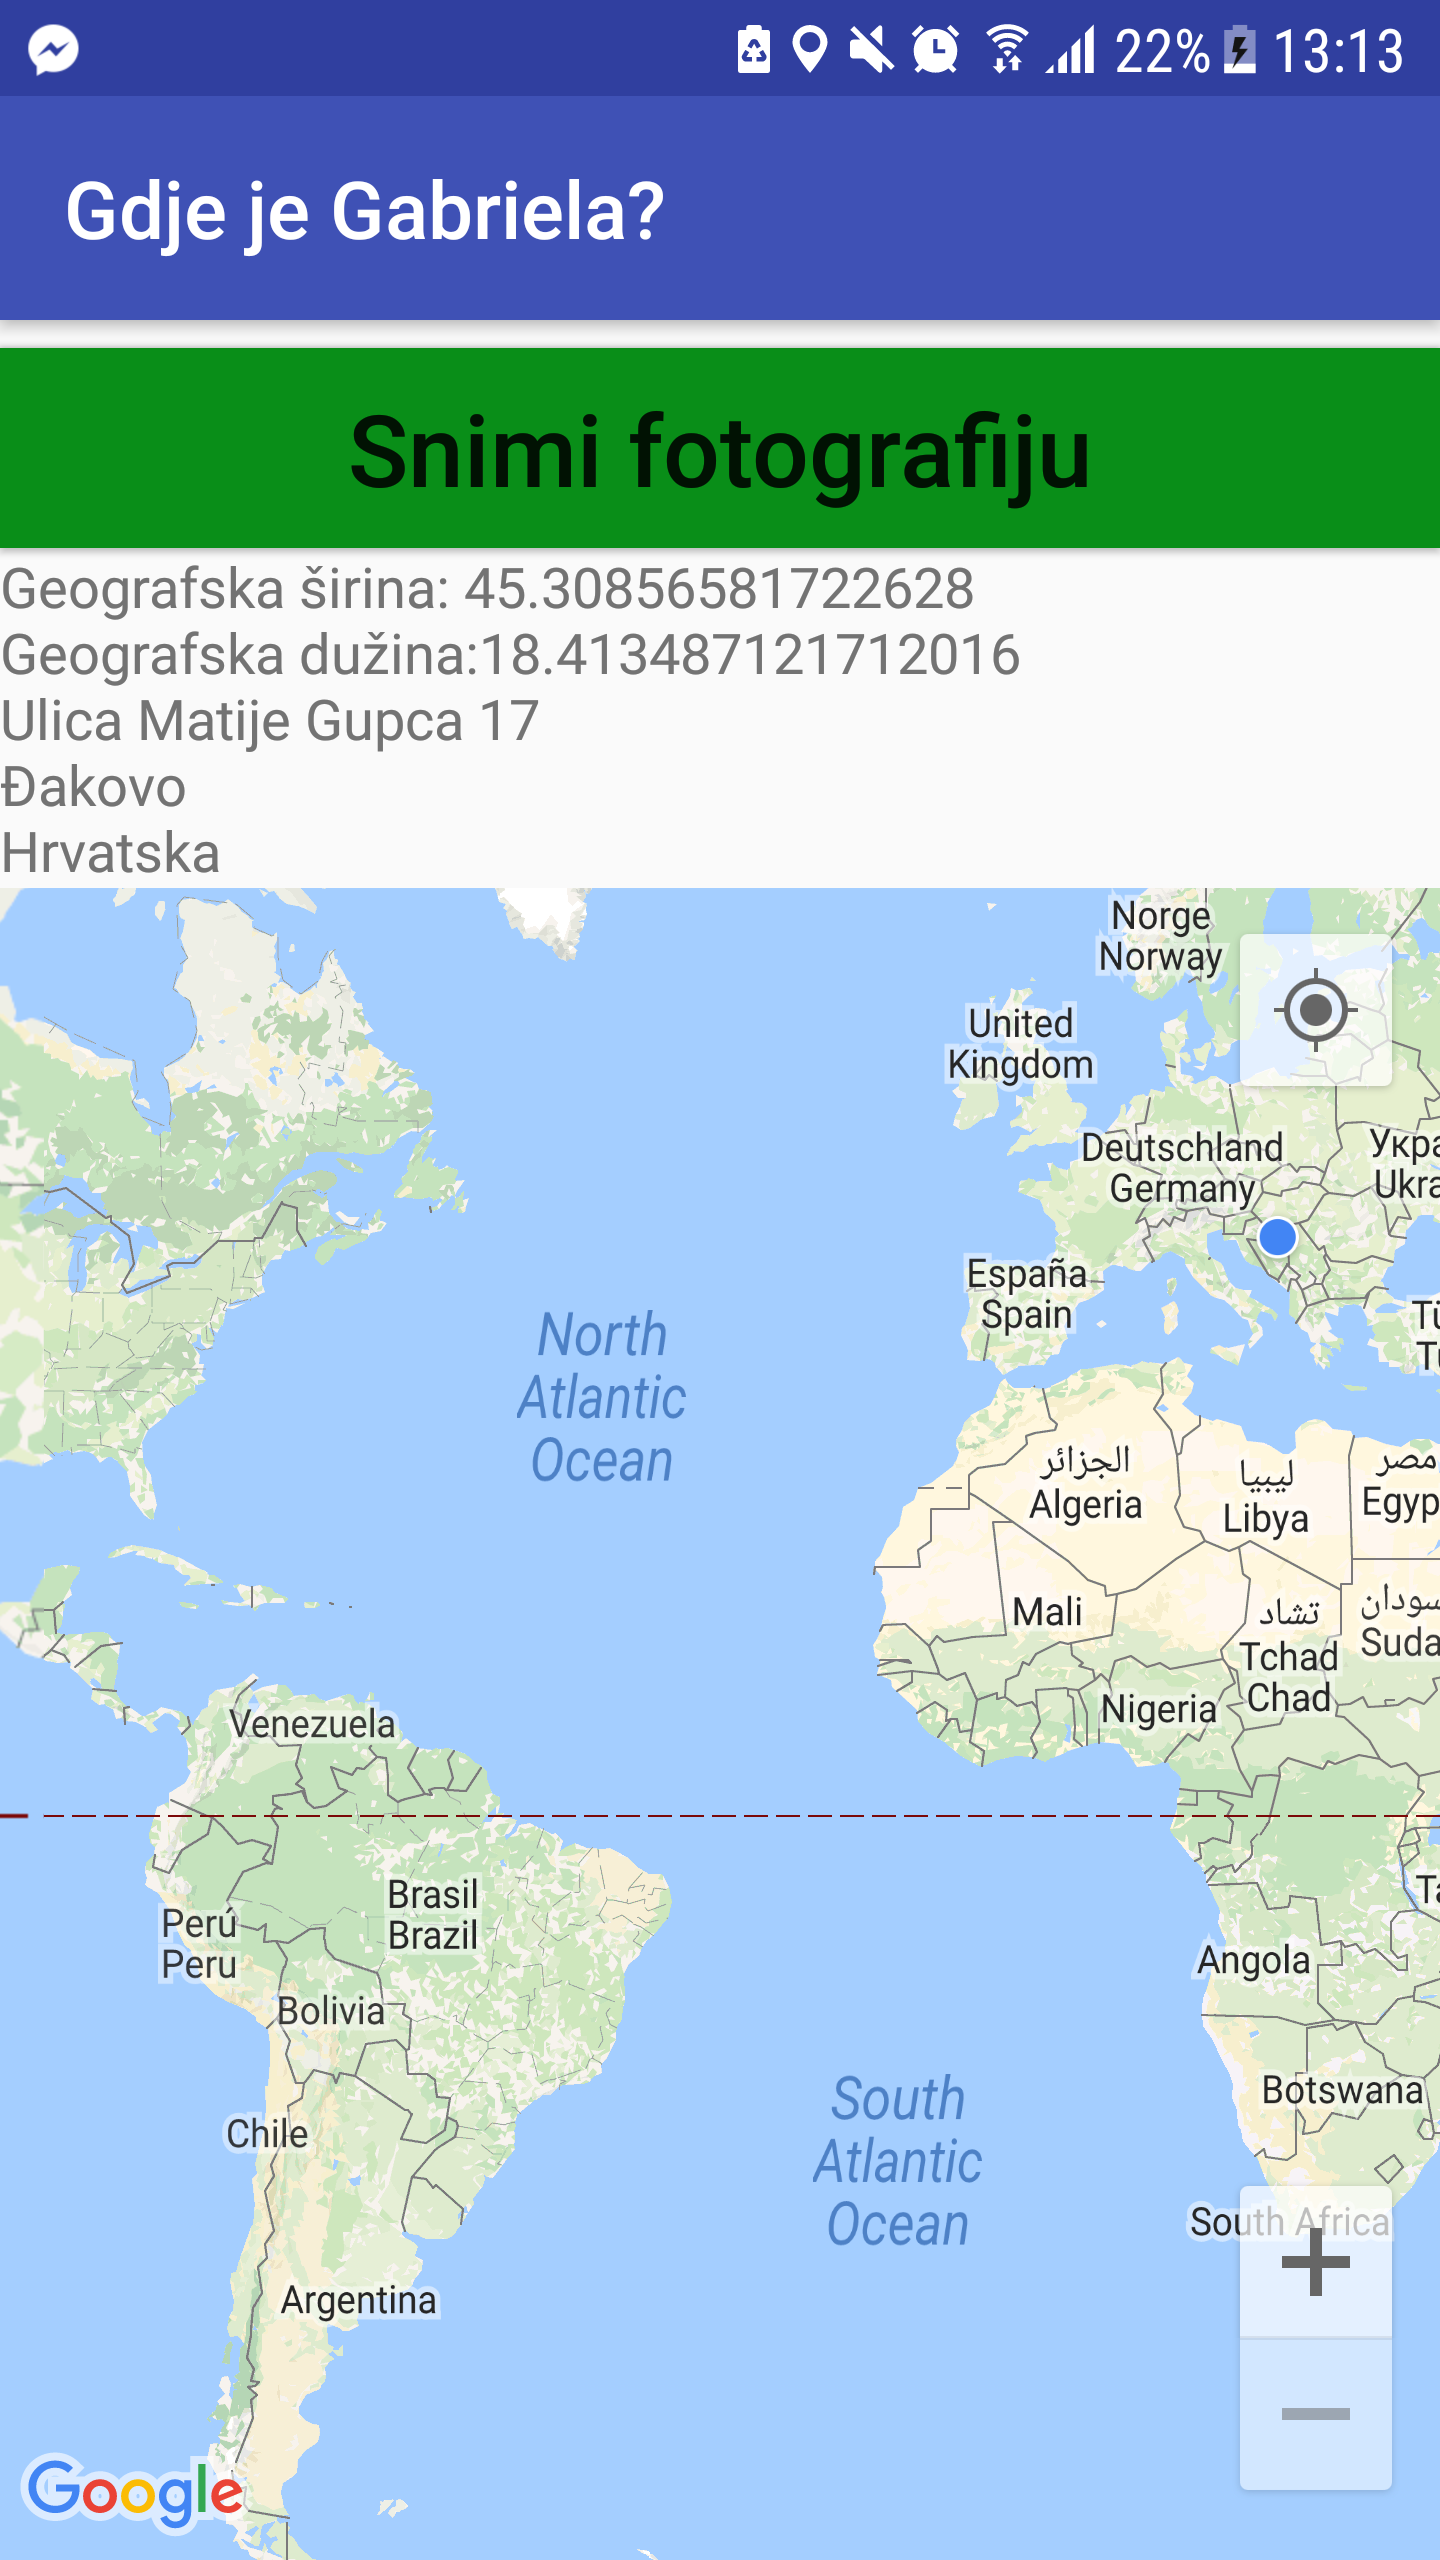 22% 13:13
Gdje je Gabriela?
Snimi fotografiju
Geografska širina: 45.30856581722628
Geografska dužina:18.413487121712016
Ulica Matije Gupca 17
Đakovo
Hrvatska
Norge
Norway
United
Kingdom
Deutschland
Germany
Укра
Ukra
España
Spain
Tü
Tu
North
Atlantic
Ocean
الجزائر
Algeria
ليبيا
Libya
مصر
Egyp
Mali
تشاد
Tchad
Chad
سودان
Suda
Nigeria
Venezuela
Brasil
Brazil
Perú
Peru
Ta
Bolivia
Angola
Botswana
Chile
South
Atlantic
Ocean
South Africa
Argentina
Google